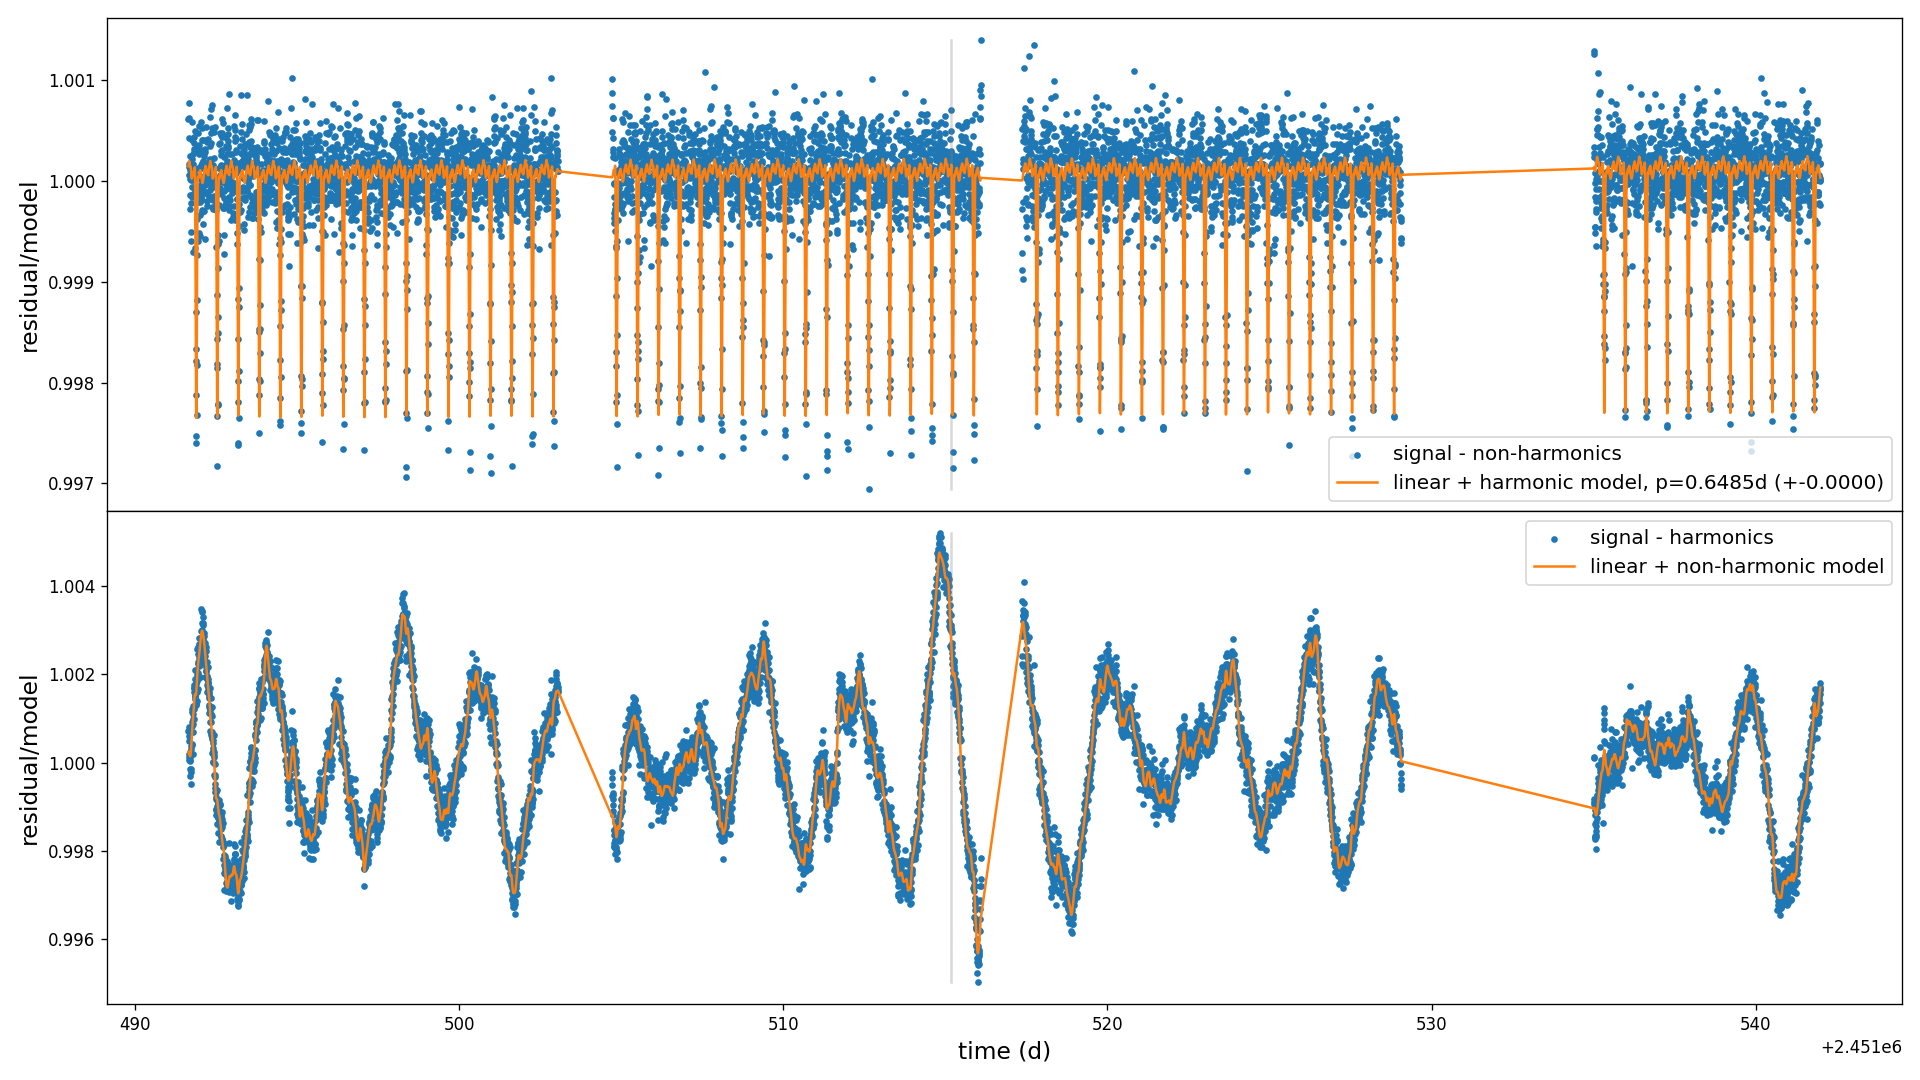 residual/model
1.001
1.000
0.999
0.998
0.997
signal - non-harmonics
linear + harmonic model, p=0.6485d (+-0.0000)
residual/model
1.004
1.002
1.000
0.998
0.996
signal - harmonics
linear + non-harmonic model
490
500
510
520
530
540
time (d)
+2.451e6